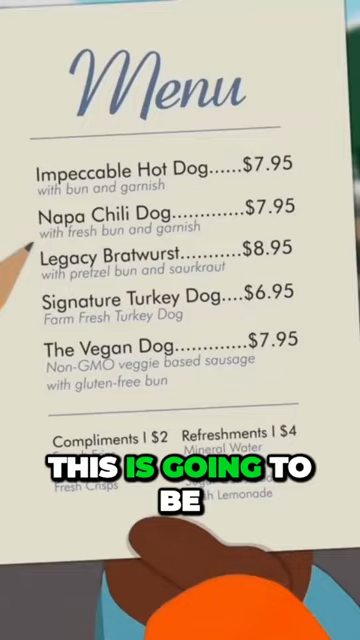 Menu
Impeccable Hot Dog......$7.95
with bun and garnish
Napa Chili Dog............$7.95
with fresh bun and garnish
Legacy Bratwurst..........$8.95
with pretzel bun and saurkraut
Signature Turkey Dog....$6.95
Farm Fresh Turkey Dog
The Vegan Dog............$7.95
Non-GMO veggie based sausage
with gluten-free bun
Compliments | $2
Fresh Crisps
Refreshments | $4
Mineral Water
Lemonade
THIS IS GOING TO
BE